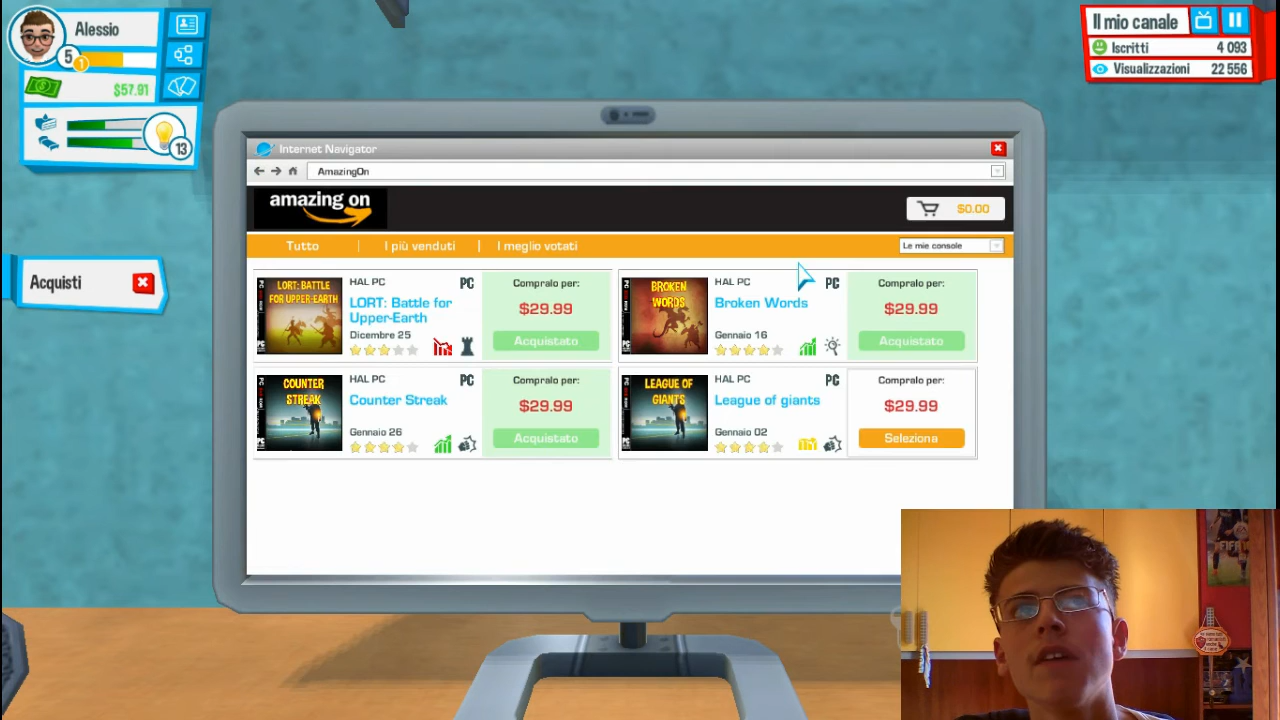 Alessio
5
1
$57.91
13
Il mio canale
Iscritti 4 093
Visualizzazioni 22 556
Acquisti
Internet Navigator
AmazingOn
amazing on
$0.00
Tutto | I più venduti | I meglio votati
Le mie console
LORT: BATTLE
FOR UPPER-EARTH
HAL PC
PC
LORT: Battle for
Upper-Earth
Dicembre 25
Compralo per:
$29.99
Acquistato
BROKEN
WORDS
HAL PC
PC
Broken Words
Gennaio 16
Compralo per:
$29.99
Acquistato
COUNTER
STREAK
HAL PC
PC
Counter Streak
Gennaio 26
Compralo per:
$29.99
Acquistato
LEAGUE OF
GIANTS
HAL PC
PC
League of giants
Gennaio 02
Compralo per:
$29.99
Seleziona